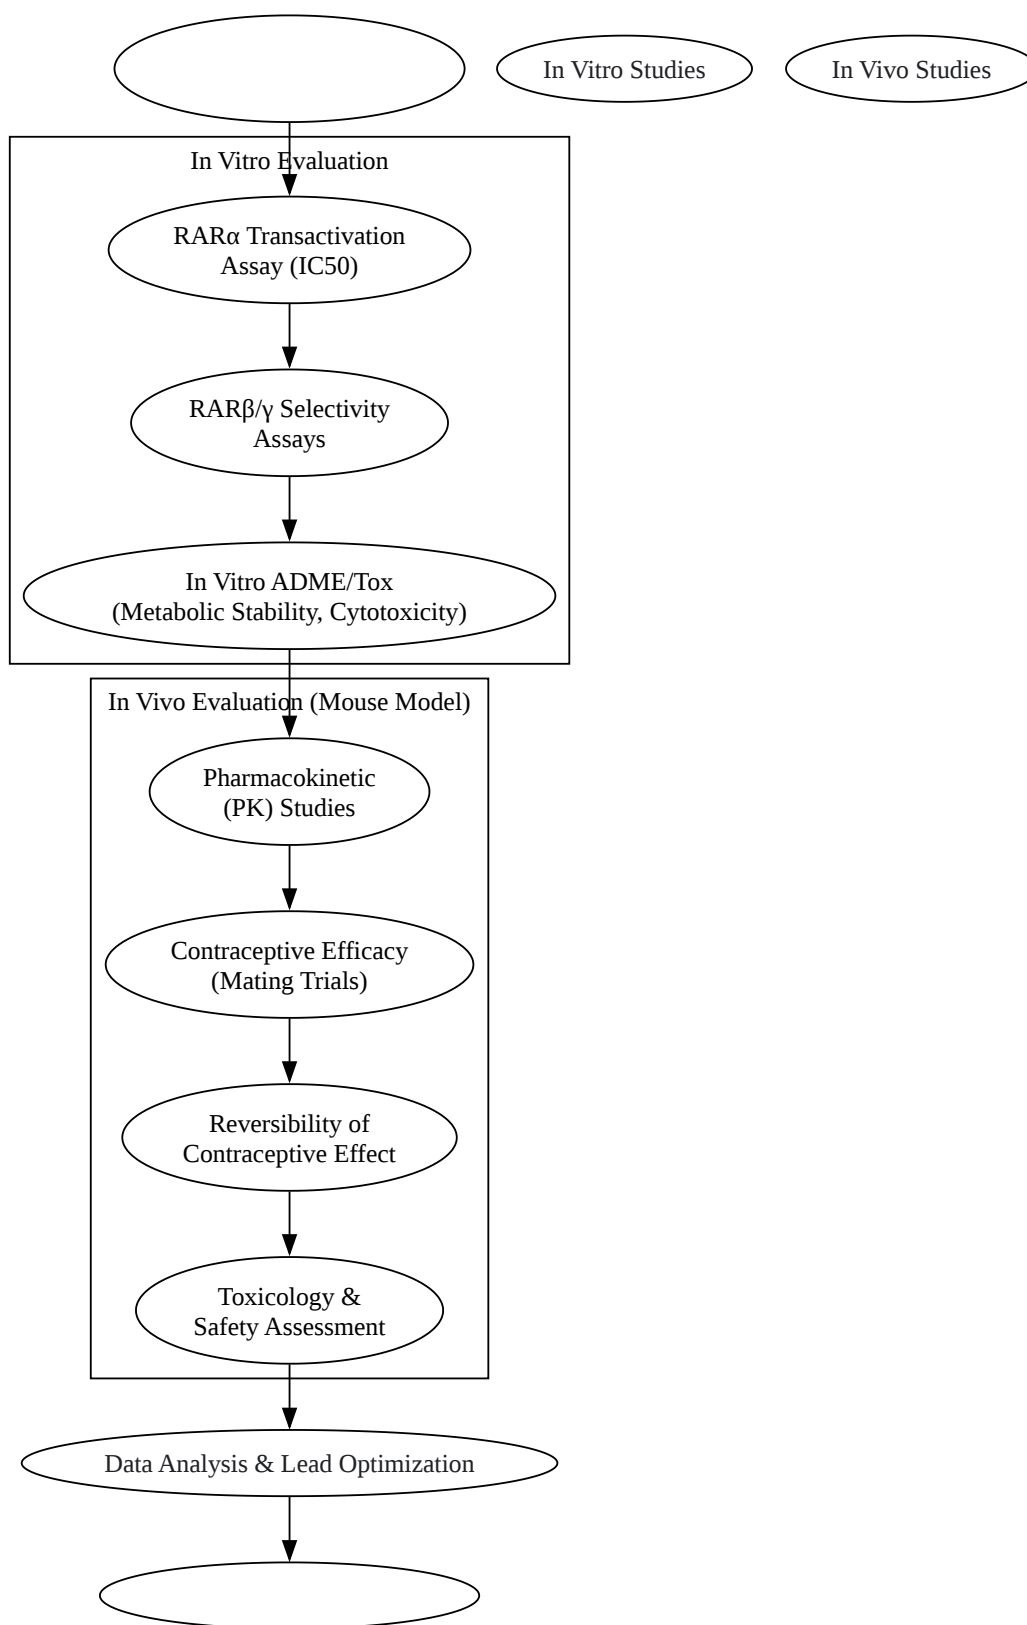 In Vitro Studies
In Vivo Studies
In Vitro Evaluation
RARα Transactivation
Assay (IC50)
RARβ/γ Selectivity
Assays
In Vitro ADME/Tox
(Metabolic Stability, Cytotoxicity)
In Vivo Evaluation (Mouse Model)
Pharmacokinetic
(PK) Studies
Contraceptive Efficacy
(Mating Trials)
Reversibility of
Contraceptive Effect
Toxicology &
Safety Assessment
Data Analysis & Lead Optimization